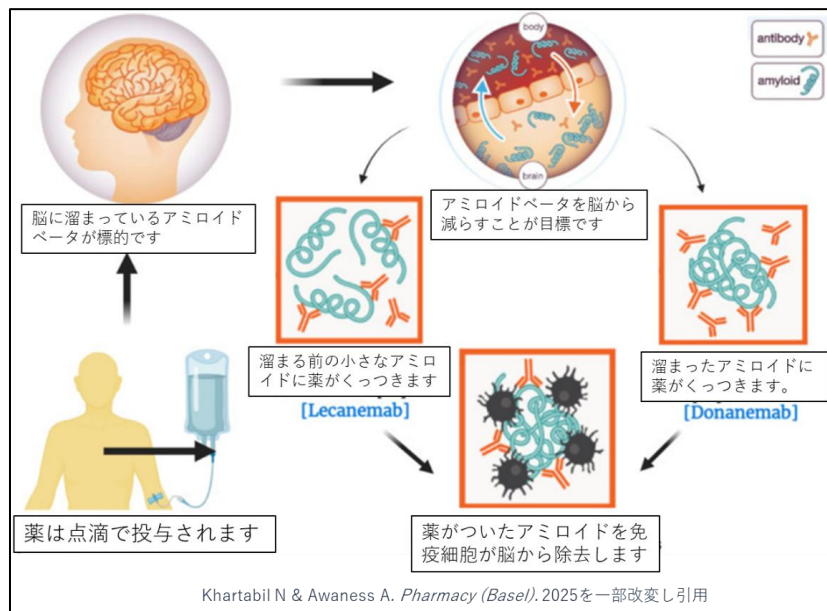 body
antibody
amyloid
brain
脳に溜まっているアミロイド
ベータが標的です
アミロイドベータを脳から
減らすことが目標です
溜まる前の小さなアミロ
イドに薬がくっつきます
[Lecanemab]
溜まったアミロイドに
薬がくっつきます。
[Donanemab]
薬は点滴で投与されます
薬がついたアミロイドを免
疫細胞が脳から除去します
Khartabil N & Awaness A. Pharmacy (Basel). 2025を一部改変し引用